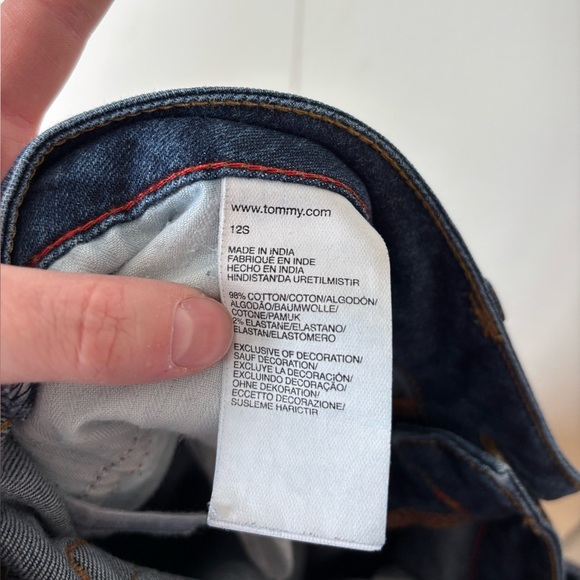 www.tommy.com
12S
MADE IN INDIA
FABRIQUÉ EN INDE
HECHO EN INDIA
HINDISTAN'DA URETILMISTIR
98% COTTON/COTON/ALGODÓN/
ALGODÃO/BAUMWOLLE/
COTONE/PAMUK
2% ELASTANE/ELASTANO/
ELASTAN/ELASTOMERO
EXCLUSIVE OF DECORATION/
SAUF DECORATION/
EXCLUYE LA DECORACIÓN/
EXCLUINDO DECORAÇÃO/
OHNE DEKORATION/
ECCETTO DECORAZIONE/
SUSLEME HARICTIR